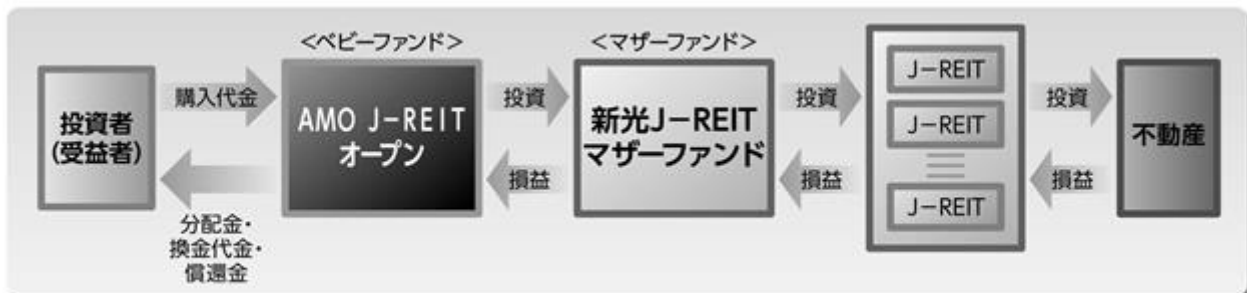 <ベビーファンド>
<マザーファンド>
投資者
(受益者)
購入代金
分配金・
換金代金・
償還金
AMO J-REIT
オープン
投資
損益
新光J-REIT
マザーファンド
投資
損益
J-REIT
J-REIT
J-REIT
投資
損益
不動産